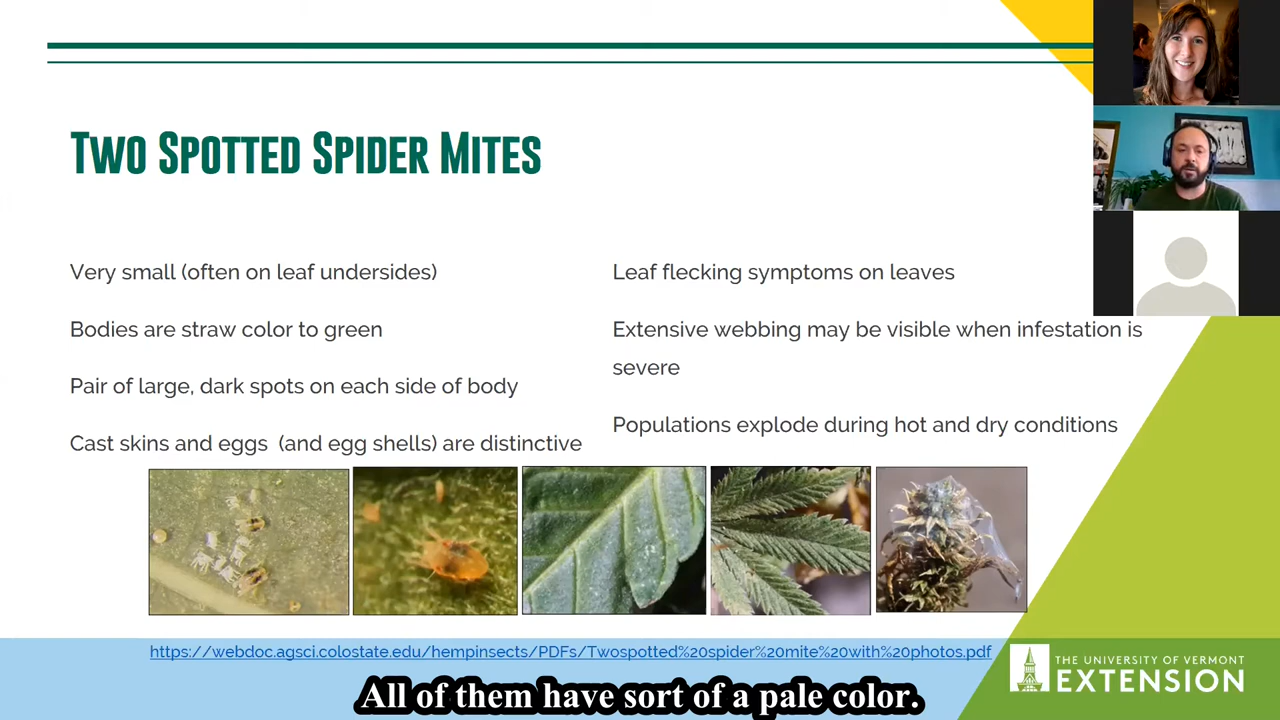 Two Spotted Spider Mites
Very small (often on leaf undersides)
Bodies are straw color to green
Pair of large, dark spots on each side of body
Cast skins and eggs (and egg shells) are distinctive
Leaf flecking symptoms on leaves
Extensive webbing may be visible when infestation is
severe
Populations explode during hot and dry conditions
https://webdoc.agsci.colostate.edu/hempinsects/PDFs/Twospotted%20spider%20mite%20with%20photos.pdf
THE UNIVERSITY OF VERMONT
EXTENSION
All of them have sort of a pale color.